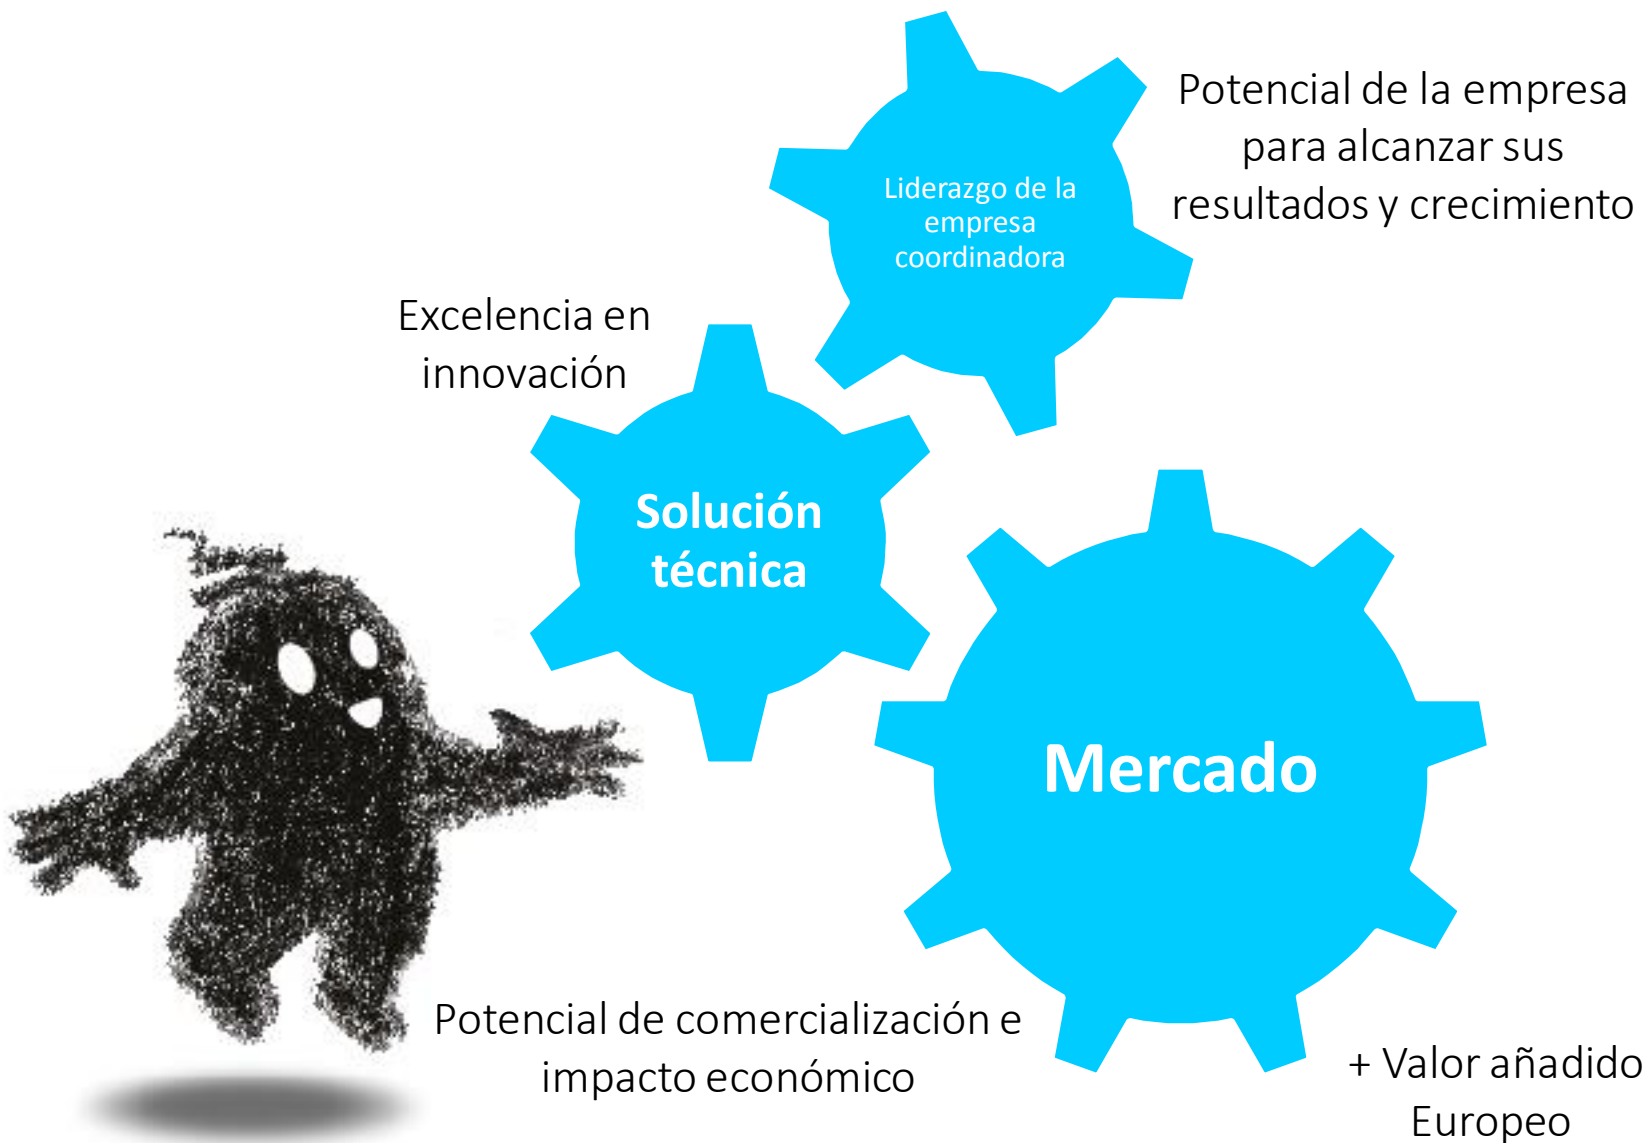 Potencial de la empresa
para alcanzar sus
resultados y crecimiento
Liderazgo de la
empresa
coordinadora
Excelencia en
innovación
Solución
técnica
Mercado
Potencial de comercialización e
impacto económico
+ Valor añadido
Europeo